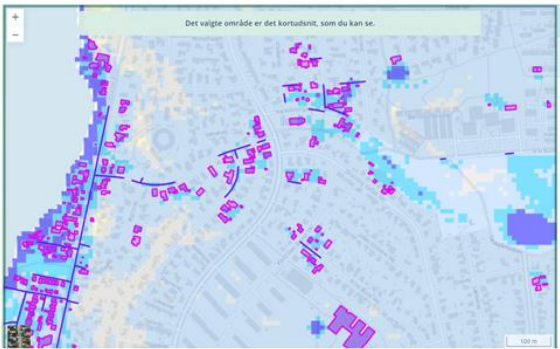 +
Det valgte område er det kortudsnit, som du kan se.
−
100 m